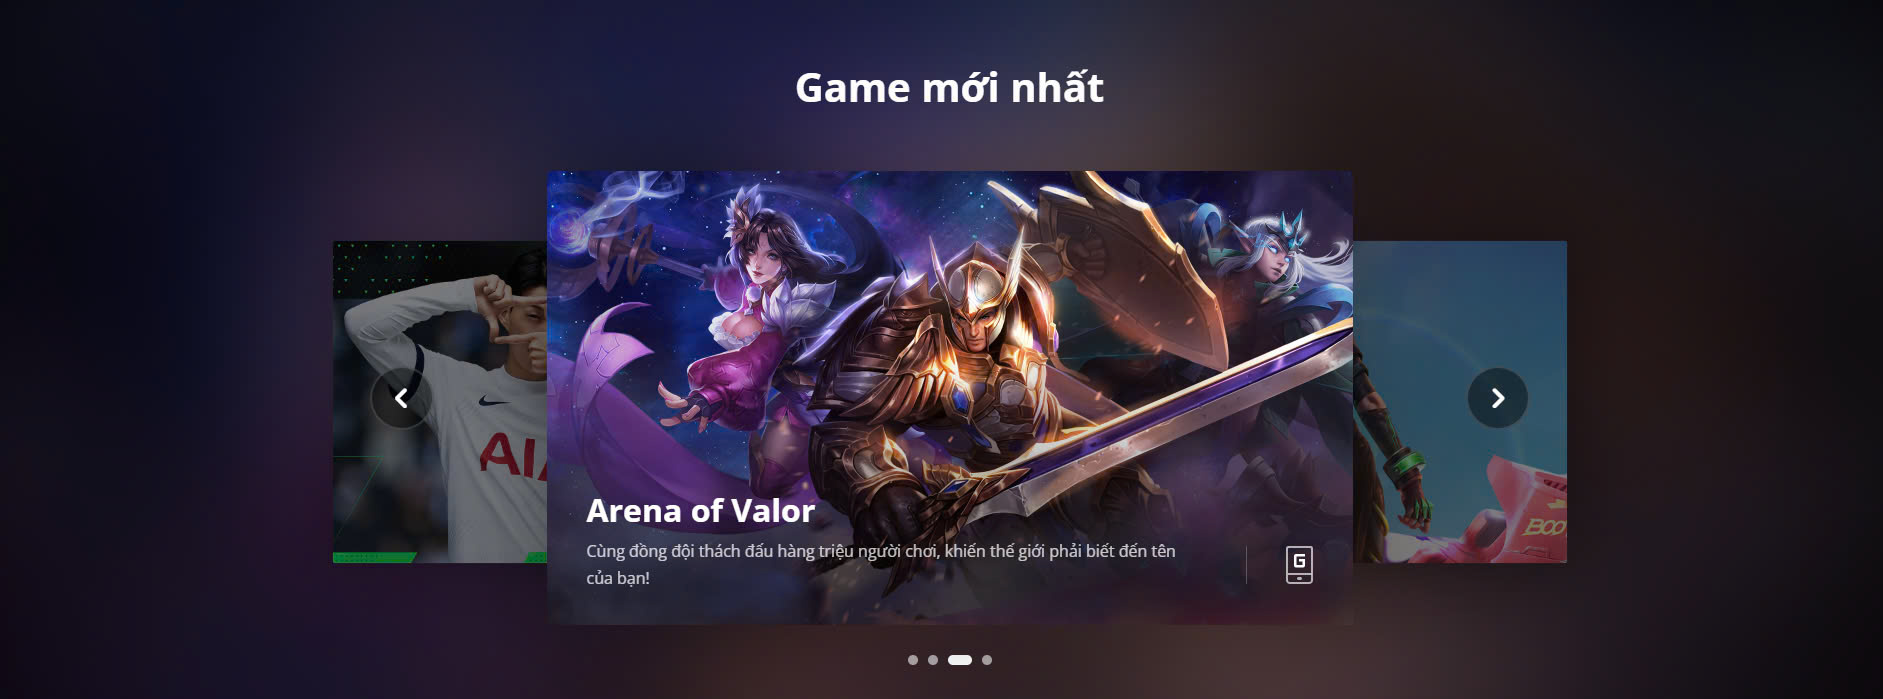 Game mới nhất
AIA
Arena of Valor
Cùng đồng đội thách đấu hàng triệu người chơi, khiến thế giới phải biết đến tên
của bạn!
G
BOO